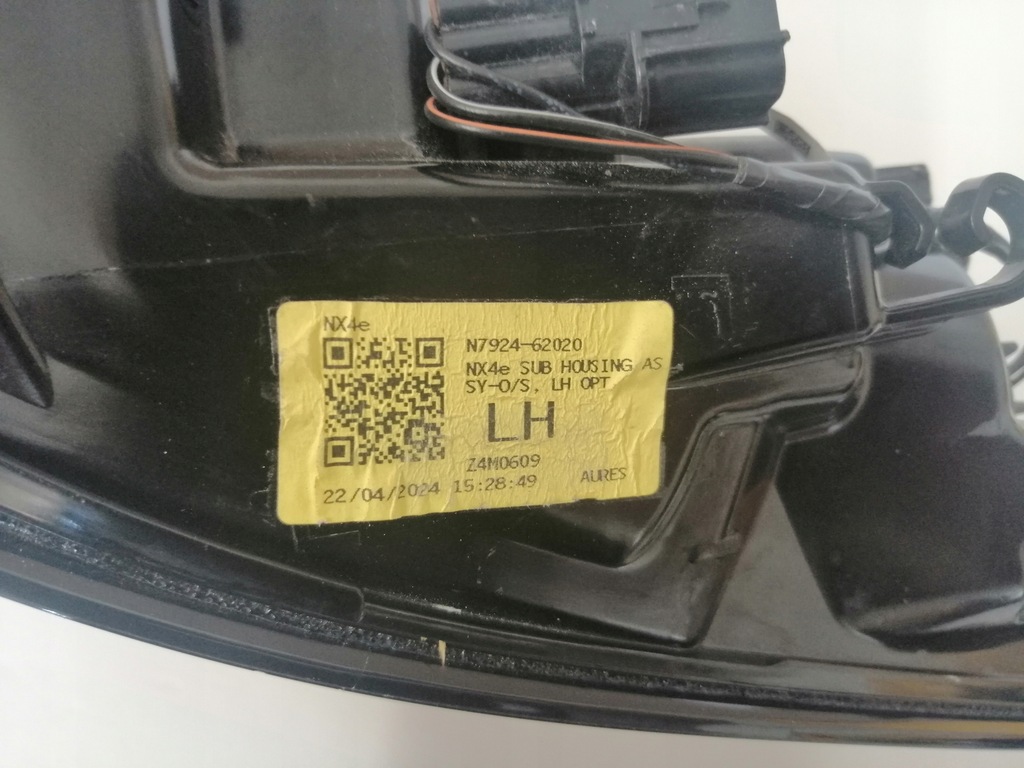 NX4e
N7924-62020
NX4e SUB HOUSING AS
SY-O/S, LH OPT
LH
Z4M0609
22/04/2024 15:28:49
AURES